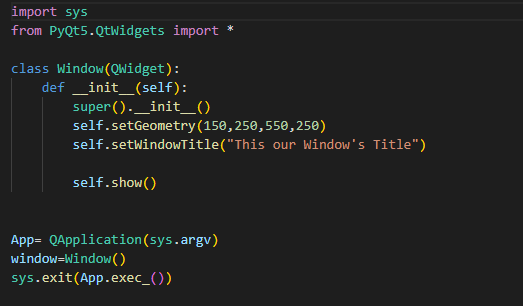 import sys
from PyQt5.QtWidgets import *

class Window(QWidget):
    def __init__(self):
        super().__init__()
        self.setGeometry(150,250,550,250)
        self.setWindowTitle("This our Window's Title")

        self.show()


App= QApplication(sys.argv)
window=Window()
sys.exit(App.exec_())